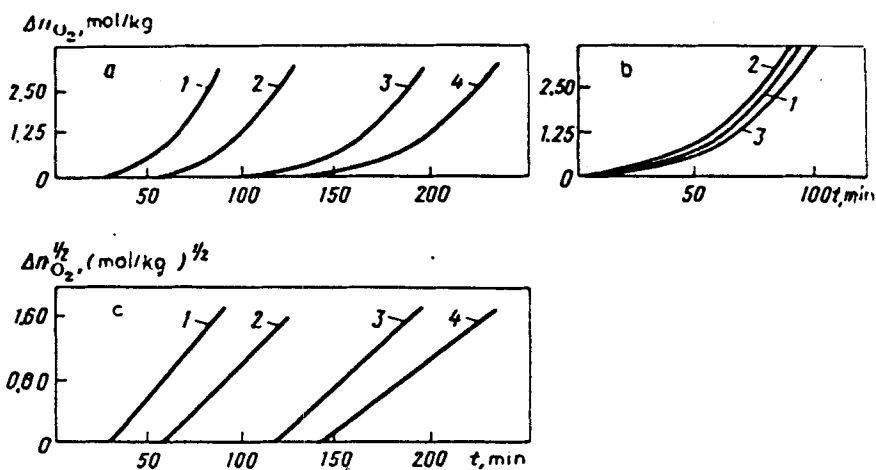 Δn O₂, mol/kg
a 1 2 3 4
2,50
1,25
0
50 100 150 200
b 2 1 3
2,50
1,25
0
50 100 t, min
Δn^1/2 O₂, (mol/kg)^1/2
c 1 2 3 4
1,60
0,80
0
50 100 150 200 t, min